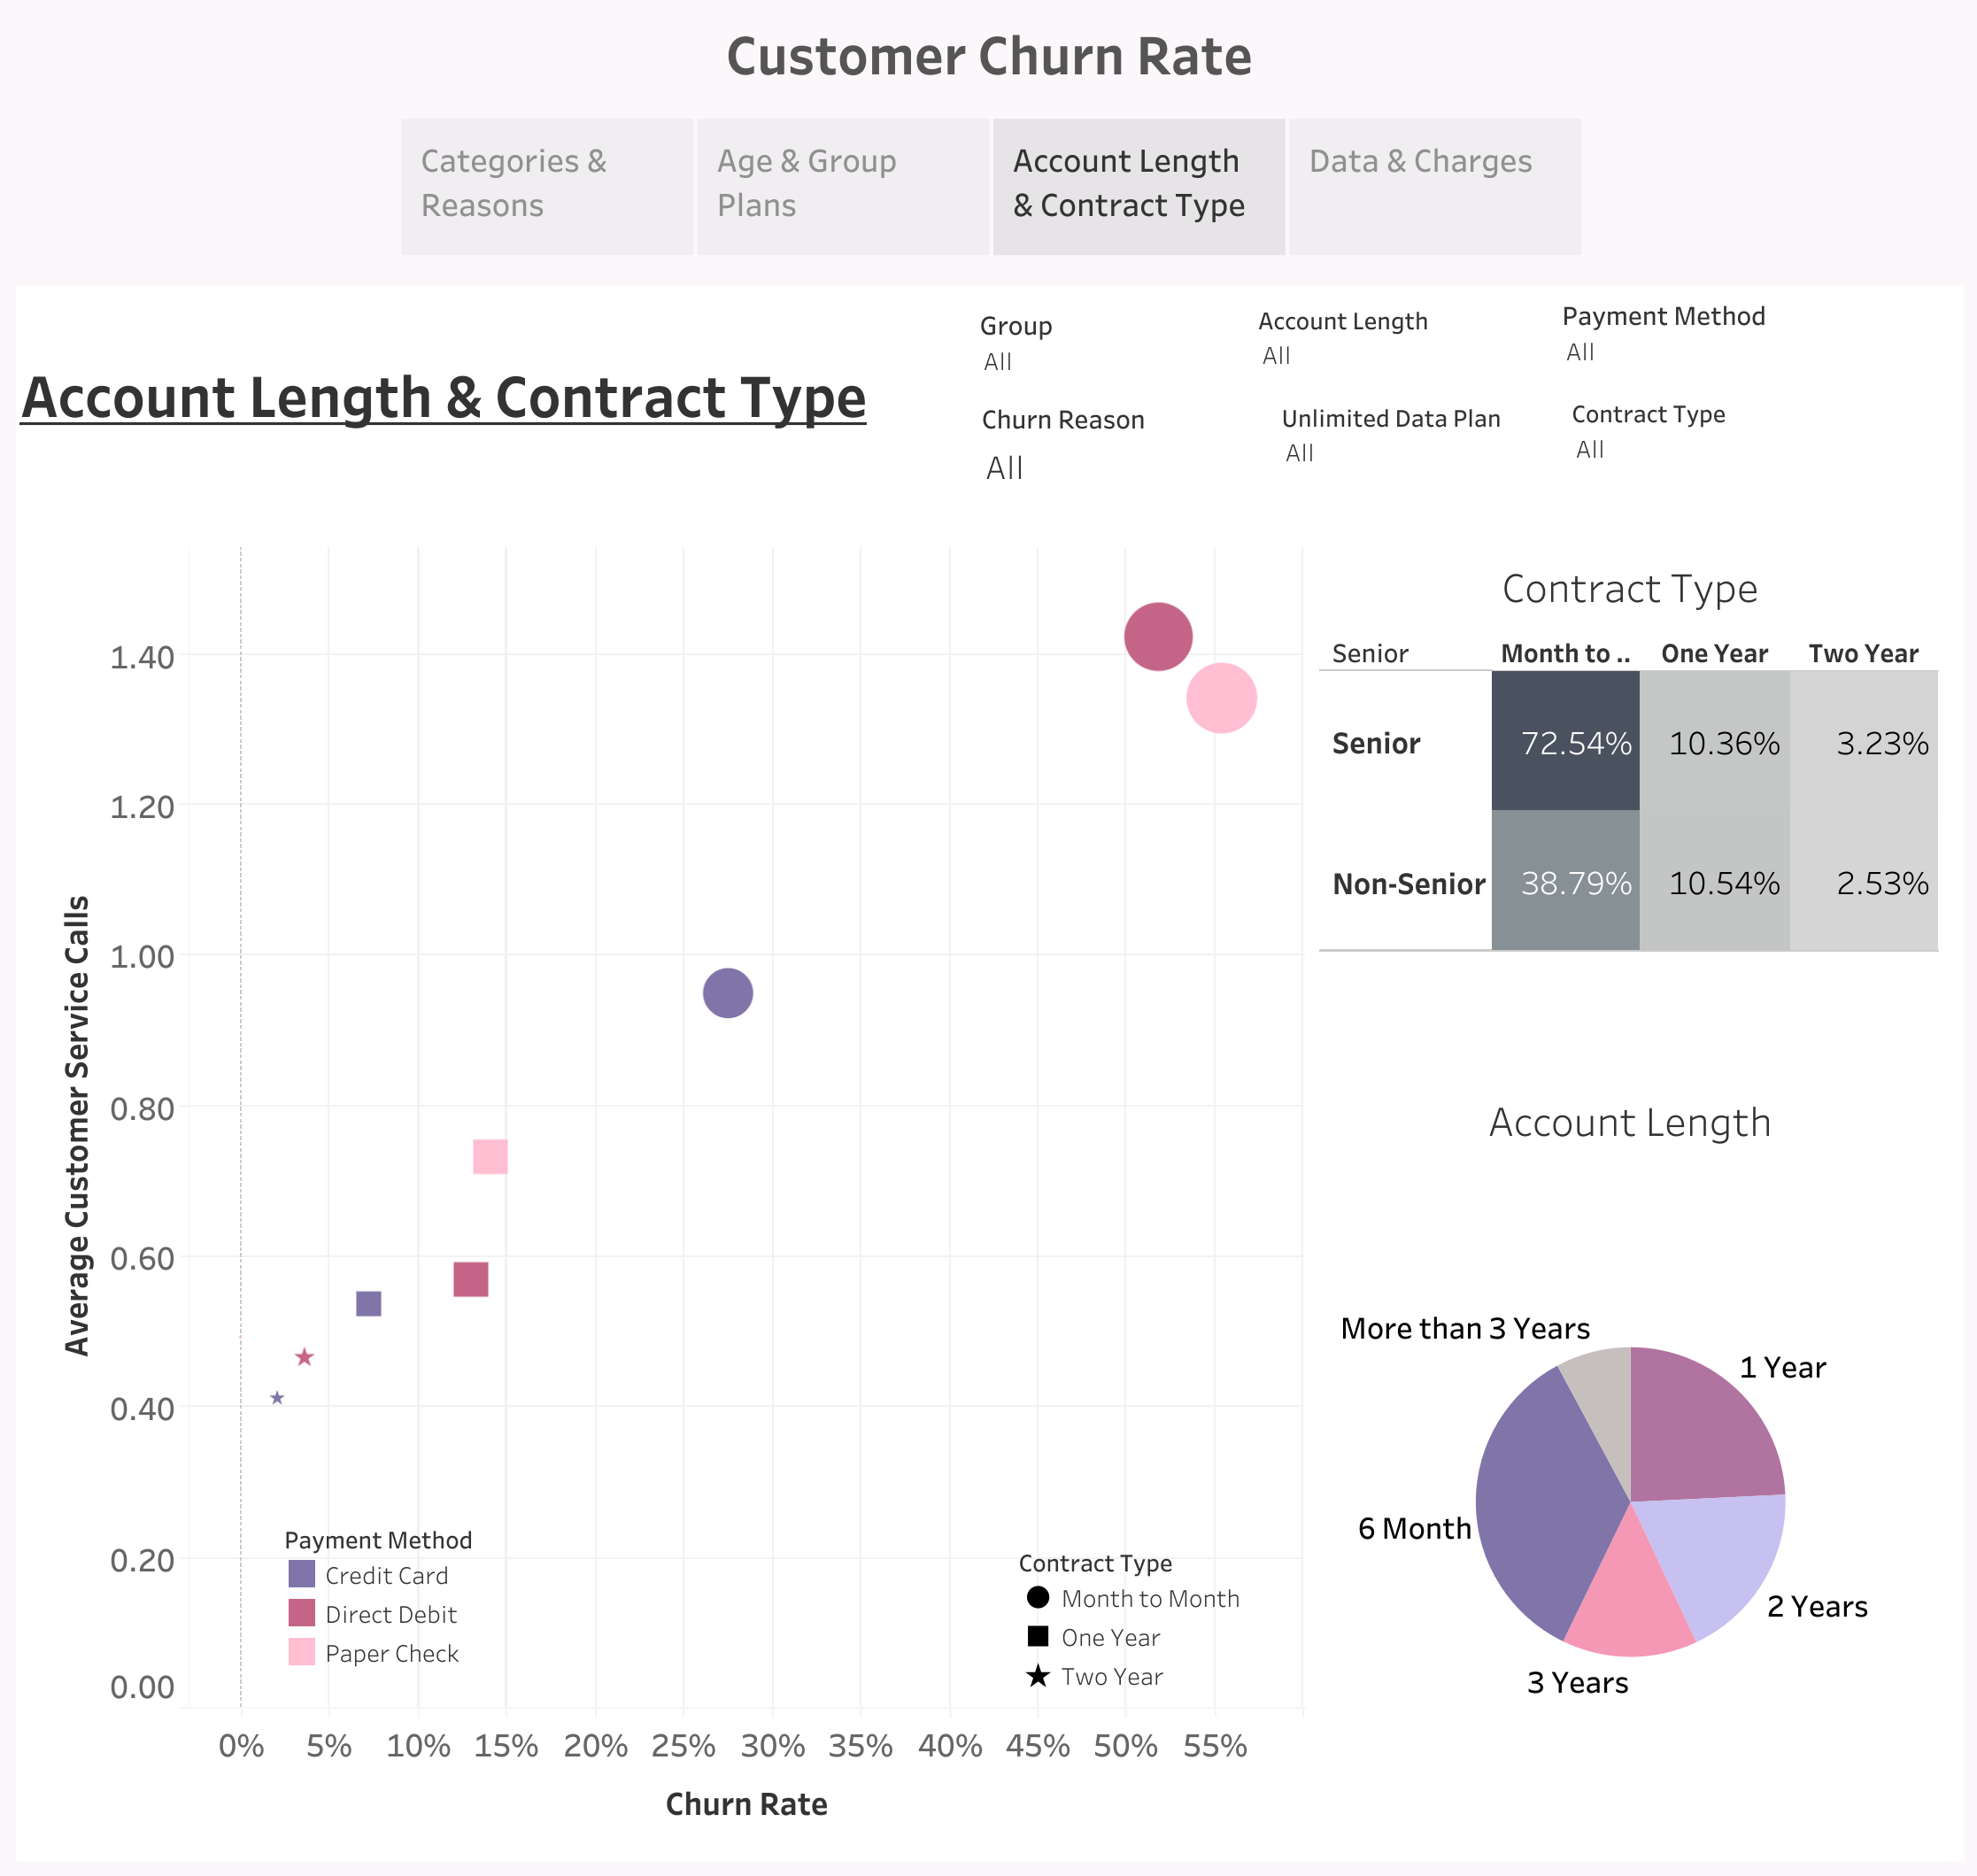 Customer Churn Rate
Categories &
Reasons
Age & Group
Plans
Account Length
& Contract Type
Data & Charges
Account Length & Contract Type
Group
All
Account Length
All
Payment Method
All
Churn Reason
All
Unlimited Data Plan
All
Contract Type
All
Average Customer Service Calls
1.40
1.20
1.00
0.80
0.60
0.40
0.20
0.00
0% 5% 10% 15% 20% 25% 30% 35% 40% 45% 50% 55%
Churn Rate
Payment Method
Credit Card
Direct Debit
Paper Check
Contract Type
Month to Month
One Year
Two Year
Contract Type
Senior Month to .. One Year Two Year
Senior 72.54% 10.36% 3.23%
Non-Senior 38.79% 10.54% 2.53%
Account Length
More than 3 Years
1 Year
6 Month
2 Years
3 Years